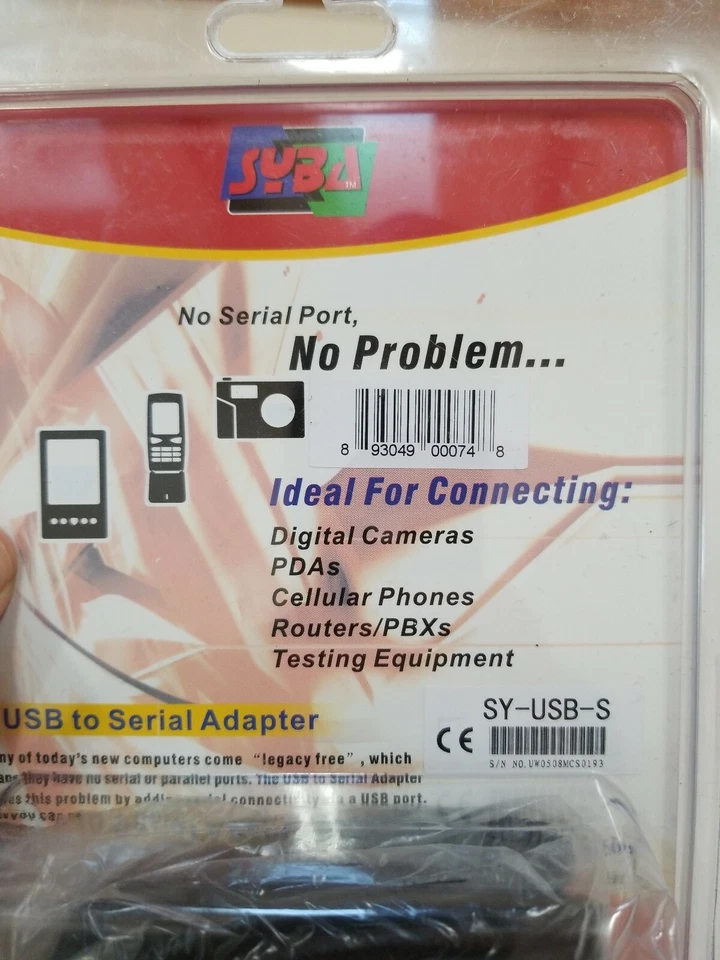 SYBA TM
No Serial Port,
No Problem...
8 93049 00074 8
Ideal For Connecting:
Digital Cameras
PDAs
Cellular Phones
Routers/PBXs
Testing Equipment
USB to Serial Adapter
SY-USB-S
CE
S/N NO. UW0508MCS0193
ny of today's new computers come "legacy free", which
they have no serial or parallel ports. The USB to Serial Adapter
this problem by a USB port.